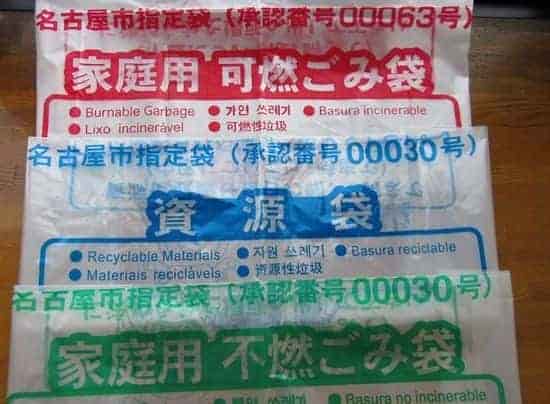 名古屋市指定袋(承認番号00063号)
家庭用 可燃ごみ袋
● Burnable Garbage ● 가연 쓰레기 ● Basura incinerable
● Lixo incinerável ● 可燃性垃圾
名古屋市指定袋(承認番号00030号)
資源袋
● Recyclable Materials ● 자원 쓰레기 ● Basura reciclable
● Materiais recicláveis ● 資源性垃圾
名古屋市指定袋(承認番号00030号)
家庭用 不燃ごみ袋
● 불연 쓰레기 ● Basura no incinerable